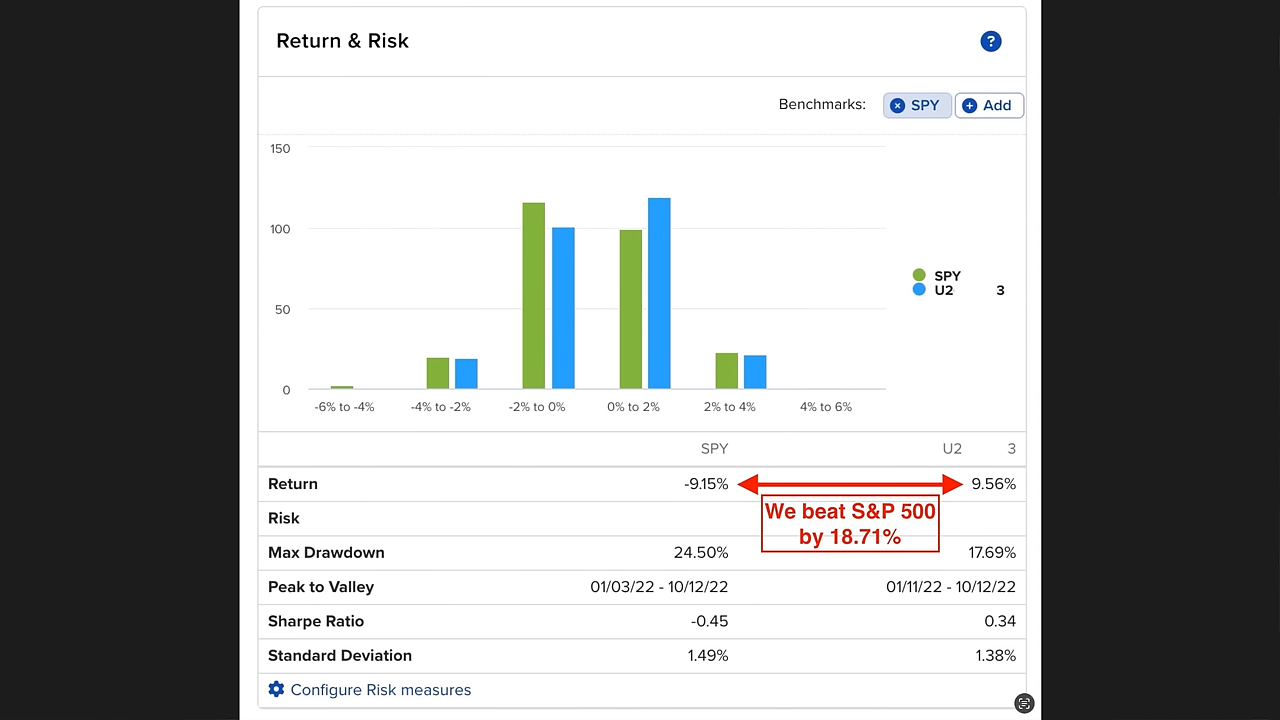 Return & Risk
?
Benchmarks: SPY Add
150
100
50
0
-6% to -4% -4% to -2% -2% to 0% 0% to 2% 2% to 4% 4% to 6%
SPY
U2 3
SPY U2 3
Return -9.15% 9.56%
We beat S&P 500
by 18.71%
Risk
Max Drawdown 24.50% 17.69%
Peak to Valley 01/03/22 - 10/12/22 01/11/22 - 10/12/22
Sharpe Ratio -0.45 0.34
Standard Deviation 1.49% 1.38%
Configure Risk measures